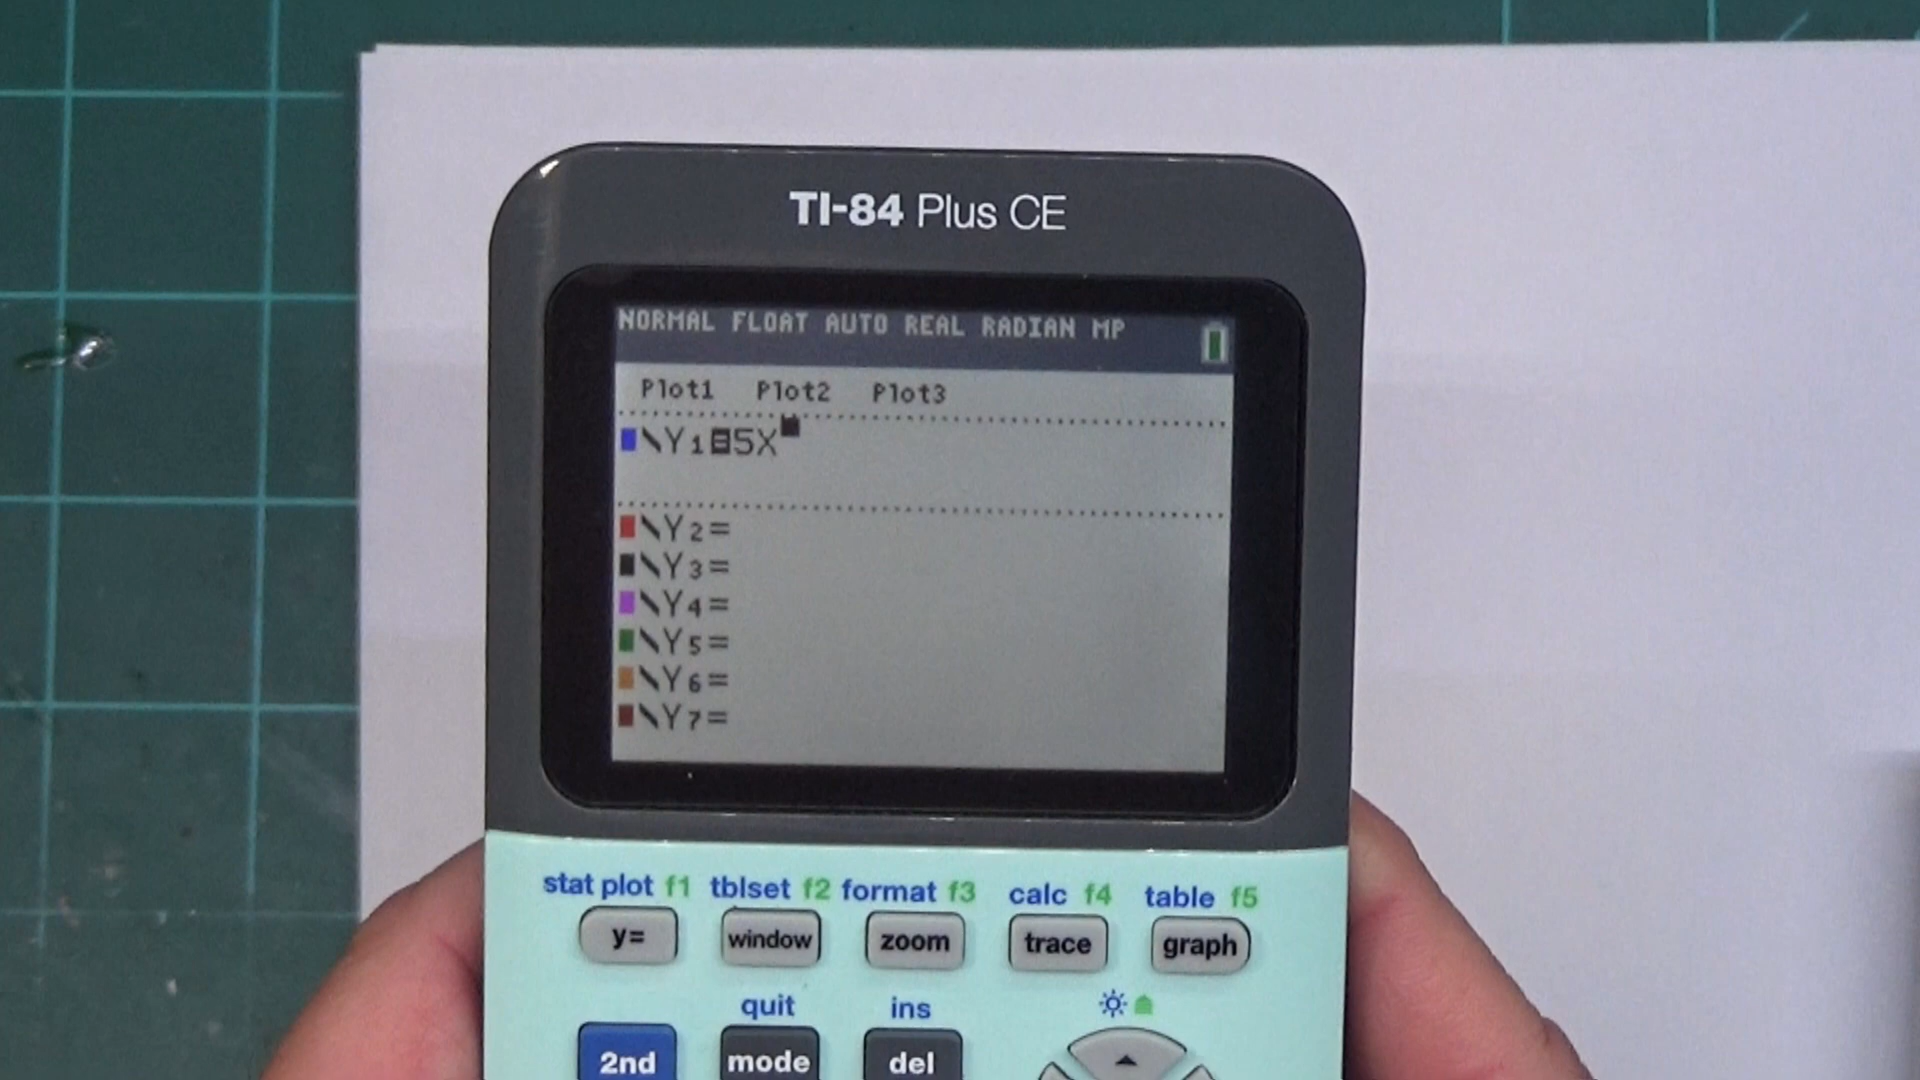 TI-84 Plus CE
NORMAL FLOAT AUTO REAL RADIAN MP
Plot1 Plot2 Plot3
\Y1=5X
\Y2=
\Y3=
\Y4=
\Y5=
\Y6=
\Y7=
stat plot f1 tblset f2 format f3 calc f4 table f5
y= window zoom trace graph
quit ins
2nd mode del